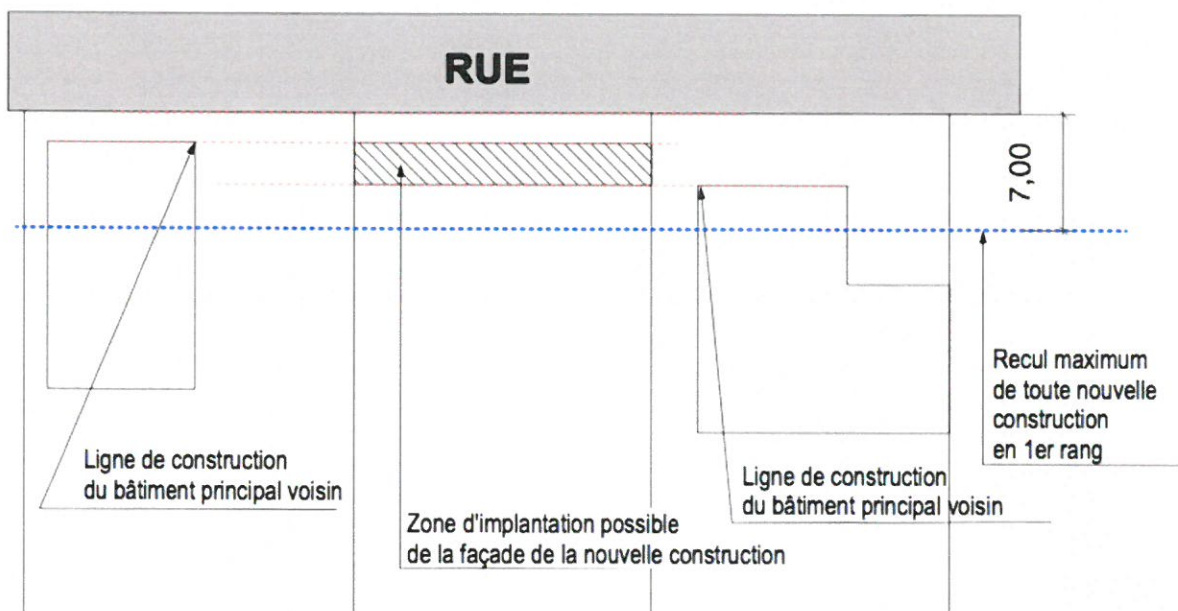 RUE
7,00
Recul maximum
de toute nouvelle
construction
en 1er rang
Ligne de construction
du bâtiment principal voisin
Ligne de construction
du bâtiment principal voisin
Zone d'implantation possible
de la façade de la nouvelle construction